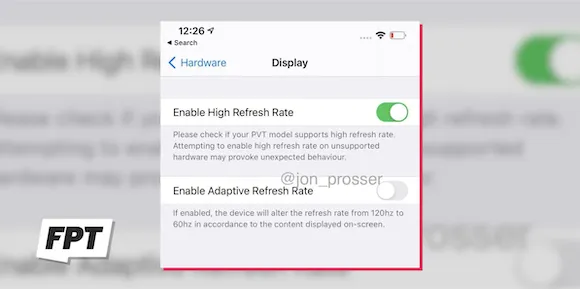 12:26
Search
Hardware
Display
Enable High Refresh Rate
Please check if your PVT model supports high refresh rate.
Attempting to enable high refresh rate on unsupported
hardware may provoke unexpected behaviour.
@jon_prosser
Enable Adaptive Refresh Rate
If enabled, the device will alter the refresh rate from 120hz to
60hz in accordance to the content displayed on-screen.
FPT